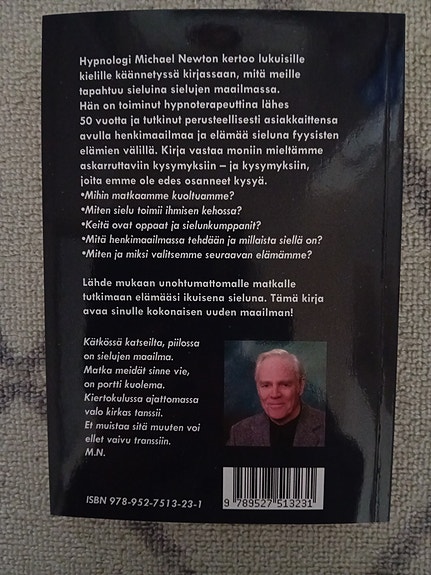 Hypnologi Michael Newton kertoo lukuisille
kielille käännetyssä kirjassaan, mitä meille
tapahtuu sieluina sielujen maailmassa.
Hän on toiminut hypnoterapeuttina lähes
50 vuotta ja tutkinut perusteellisesti asiakkaittensa
avulla henkimaailmaa ja elämää sieluna fyysisten
elämien välillä. Kirja vastaa moniin mieltämme
askarruttaviin kysymyksiin – ja kysymyksiin,
joita emme ole edes osanneet kysyä.
•Mihin matkaamme kuoltuamme?
•Miten sielu toimii ihmisen kehossa?
•Keitä ovat oppaat ja sielunkumppanit?
•Mitä henkimaailmassa tehdään ja millaista siellä on?
•Miten ja miksi valitsemme seuraavan elämämme?
Lähde mukaan unohtumattomalle matkalle
tutkimaan elämääsi ikuisena sieluna. Tämä kirja
avaa sinulle kokonaisen uuden maailman!
Kätkössä katseilta, piilossa
on sielujen maailma.
Matka meidät sinne vie,
on portti kuolema.
Kiertokulussa ajattomassa
valo kirkas tanssii.
Et muistaa sitä muuten voi
ellet vaivu transsiin.
M.N.
ISBN 978-952-7513-23-1
9 789527 513231